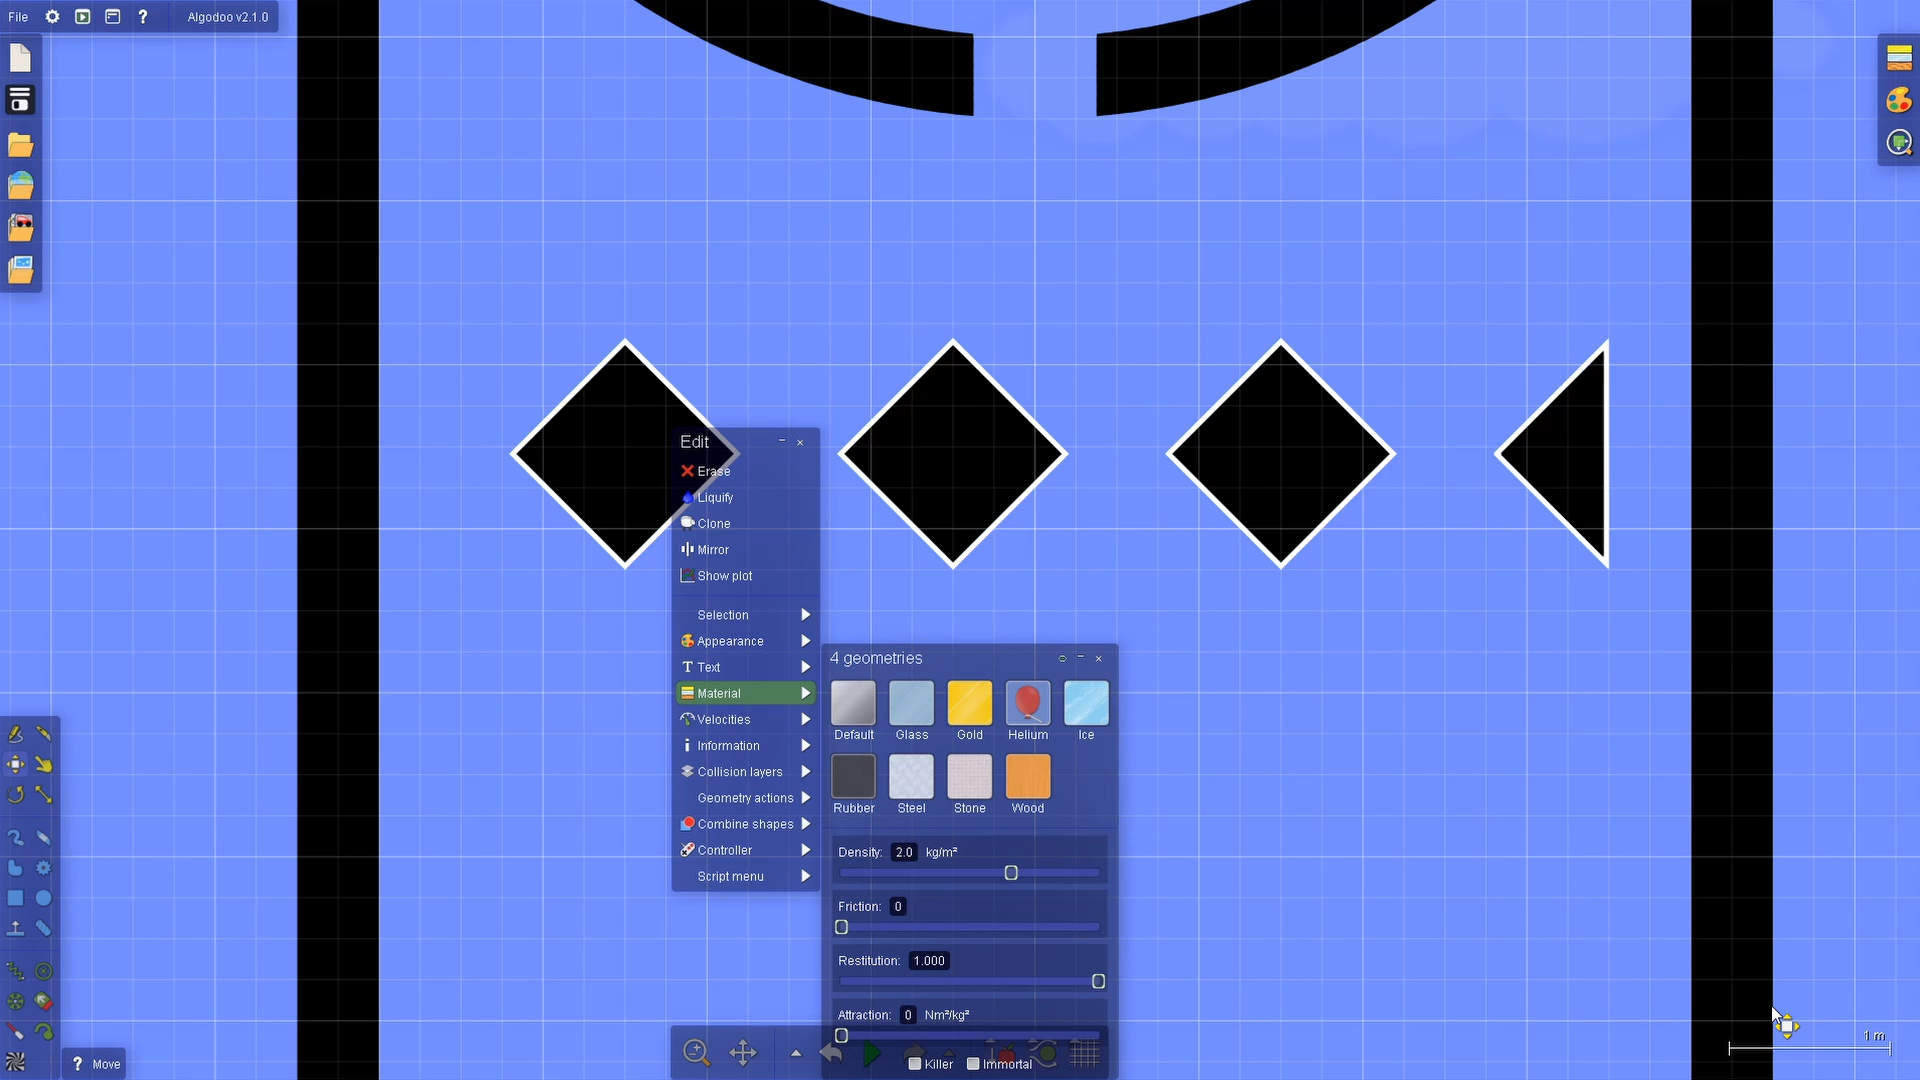 File ? Algodoo v2.1.0
Edit
Erase
Liquify
Clone
Mirror
Show plot
Selection
Appearance
T Text
Material
Velocities
Information
Collision layers
Geometry actions
Combine shapes
Controller
Script menu
4 geometries
Default Glass Gold Helium Ice
Rubber Steel Stone Wood
Density: 2.0 kg/m²
Friction: 0
Restitution: 1.000
Attraction: 0 Nm²/kg²
Killer Immortal
? Move
1 m